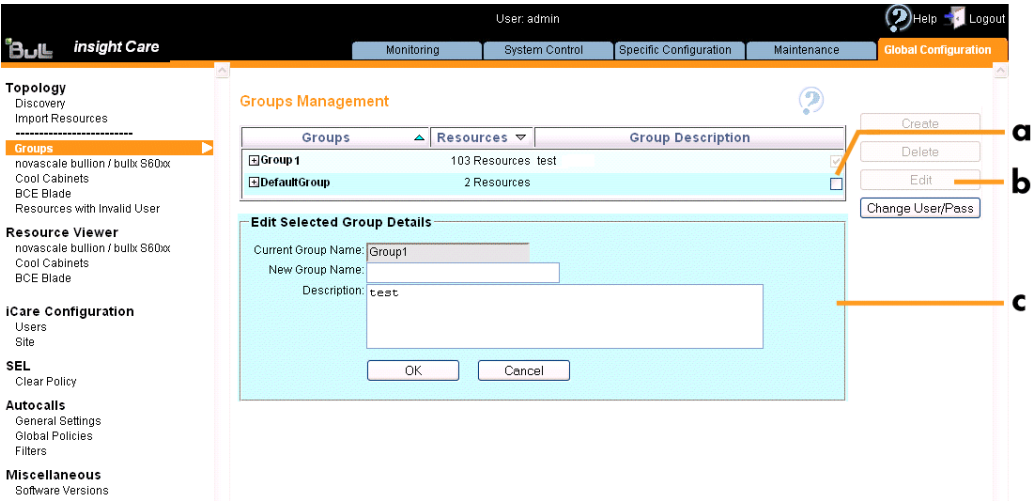 User: admin
Help
Logout
Bull
insight Care
Monitoring
System Control
Specific Configuration
Maintenance
Global Configuration
Topology
Discovery
Import Resources
--------------------------
Groups
novascale bullion / bullx S60xx
Cool Cabinets
BCE Blade
Resources with Invalid User
Resource Viewer
novascale bullion / bullx S60xx
Cool Cabinets
BCE Blade
iCare Configuration
Users
Site
SEL
Clear Policy
Autocalls
General Settings
Global Policies
Filters
Miscellaneous
Software Versions
Groups Management
Groups
Resources
Group Description
Group1
103 Resources
test
DefaultGroup
2 Resources
Edit Selected Group Details
Current Group Name: Group1
New Group Name:
Description: test
OK
Cancel
Create
Delete
Edit
Change User/Pass
a
b
c